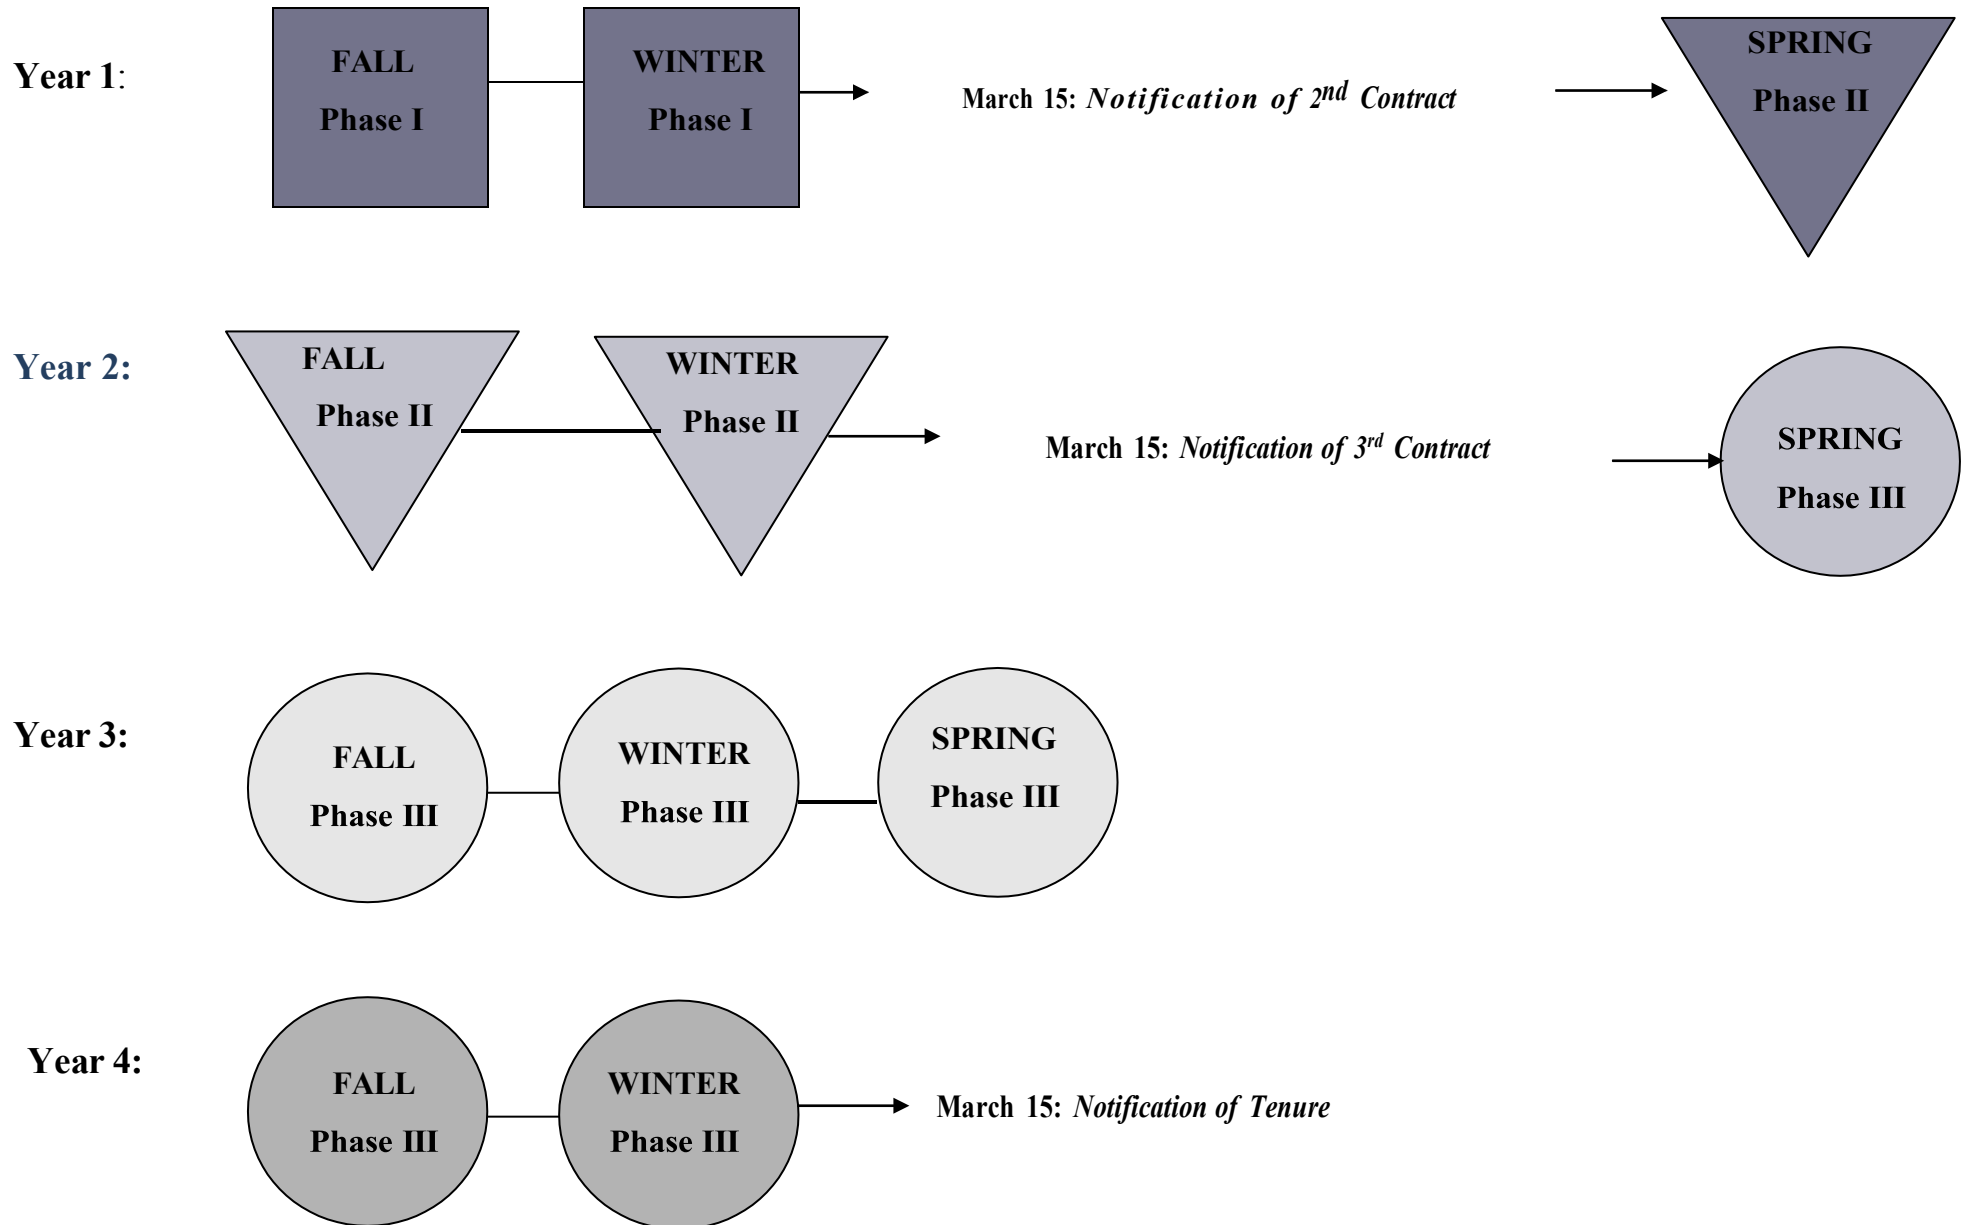 Year 1:
FALL
Phase I
WINTER
Phase I
March 15: Notification of 2nd Contract
SPRING
Phase II
Year 2:
FALL
Phase II
WINTER
Phase II
March 15: Notification of 3rd Contract
SPRING
Phase III
Year 3:
FALL
Phase III
WINTER
Phase III
SPRING
Phase III
Year 4:
FALL
Phase III
WINTER
Phase III
March 15: Notification of Tenure